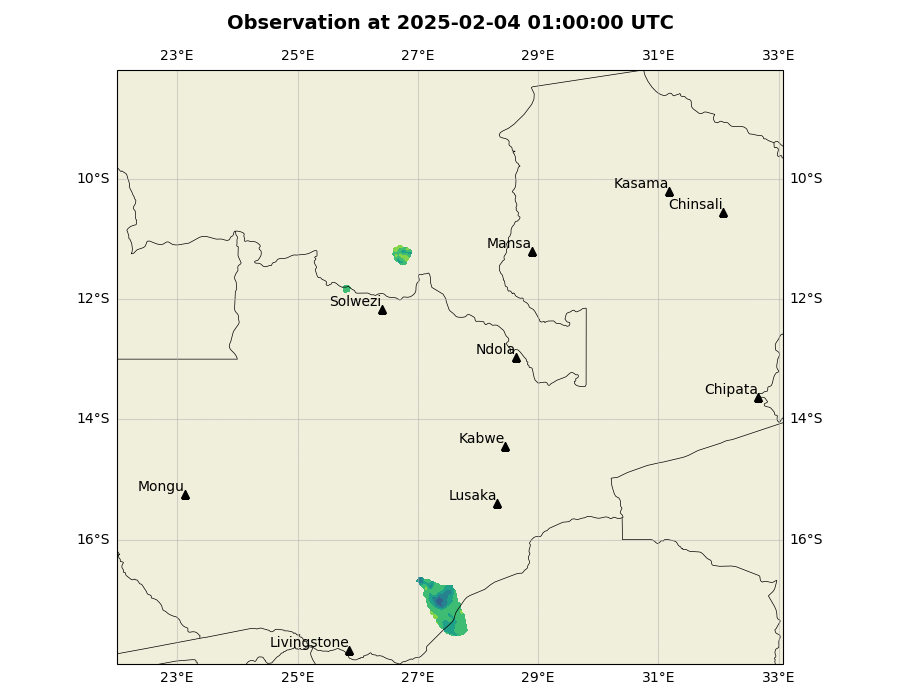 Observation at 2025-02-04 01:00:00 UTC
23°E 25°E 27°E 29°E 31°E 33°E
10°S 10°S
Kasama
Chinsali
Mansa
12°S 12°S
Solwezi
Ndola
Chipata
14°S 14°S
Kabwe
Mongu
Lusaka
16°S 16°S
Livingstone
23°E 25°E 27°E 29°E 31°E 33°E